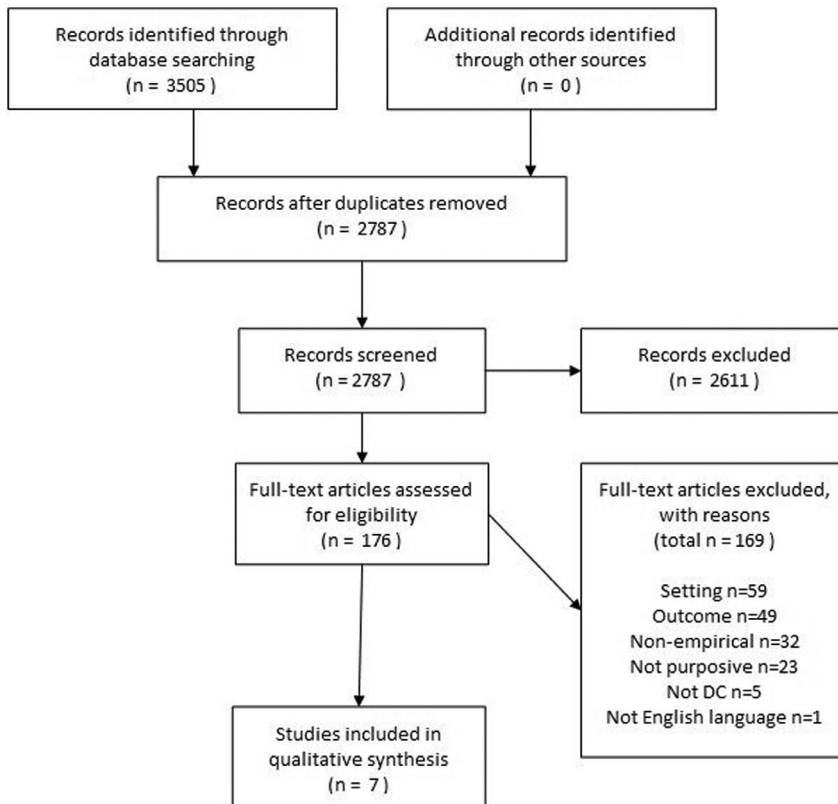 Records identified through
database searching
(n = 3505 )
Additional records identified
through other sources
(n = 0 )
Records after duplicates removed
(n = 2787 )
Records screened
(n = 2787 )
Records excluded
(n = 2611 )
Full-text articles assessed
for eligibility
(n = 176 )
Full-text articles excluded,
with reasons
(total n = 169 )
Setting n=59
Outcome n=49
Non-empirical n=32
Not purposive n=23
Not DC n=5
Not English language n=1
Studies included in
qualitative synthesis
(n = 7 )